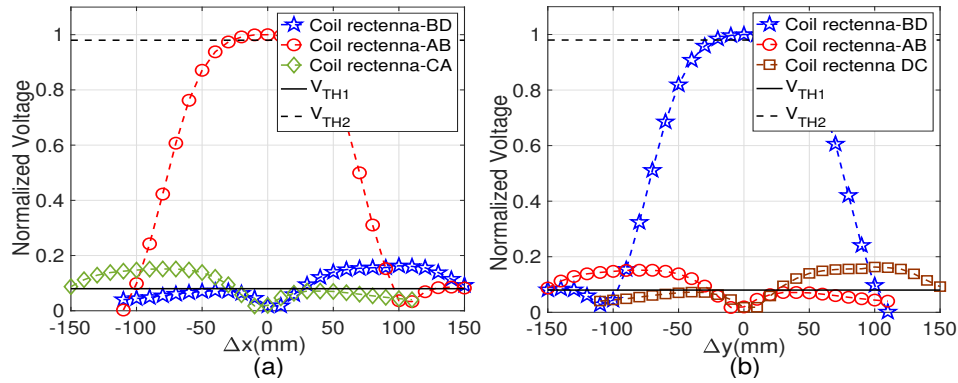 Coil rectenna-BD
Coil rectenna-AB
Coil rectenna-CA
V_TH1
V_TH2
Normalized Voltage
1
0.8
0.6
0.4
0.2
0
-150 -100 -50 0 50 100 150
Δx(mm)
(a)
Coil rectenna-BD
Coil rectenna-AB
Coil rectenna DC
V_TH1
V_TH2
Normalized Voltage
1
0.8
0.6
0.4
0.2
0
-150 -100 -50 0 50 100 150
Δy(mm)
(b)